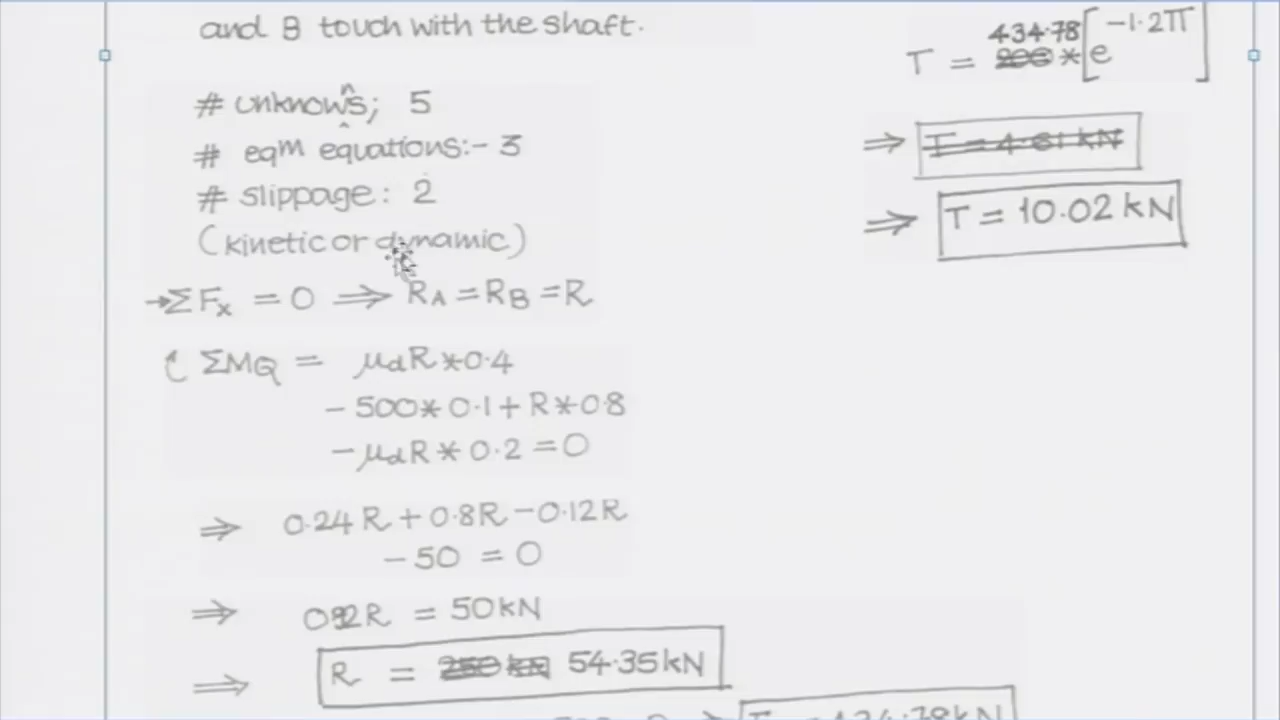 and B touch with the shaft.
# unknowns; 5
# eqm equations:- 3
# slippage: 2
(kinetic or dynamic)
→ΣFx = 0 ⟹ RA = RB = R
ΣMQ = μdR*0.4
- 500*0.1 + R*0.8
- μdR*0.2 = 0
⇒ 0.24R + 0.8R - 0.12R
- 50 = 0
⇒ 0.92R = 50kN
⇒ R = 250 kN 54.35kN
434.78
T = 200 * [e^-1.2π]
⇒ T = 4.61 kN
⇒ T = 10.02 kN